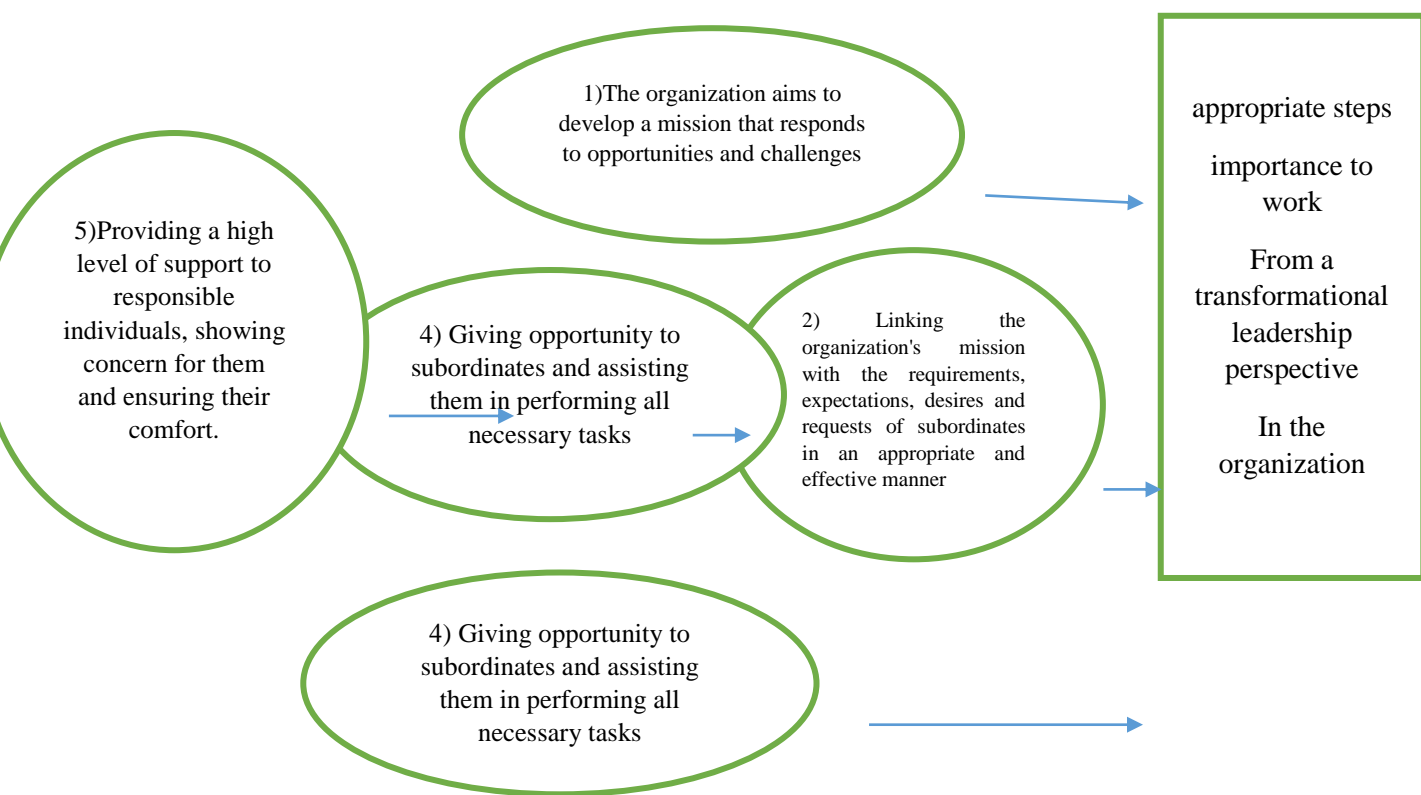 1)The organization aims to
develop a mission that responds
to opportunities and challenges
appropriate steps
importance to
work
From a
transformational
leadership
perspective
In the
organization
5)Providing a high
level of support to
responsible
individuals, showing
concern for them
and ensuring their
comfort.
4) Giving opportunity to
subordinates and assisting
them in performing all
necessary tasks
2) Linking the
organization's mission
with the requirements,
expectations, desires and
requests of subordinates
in an appropriate and
effective manner
4) Giving opportunity to
subordinates and assisting
them in performing all
necessary tasks